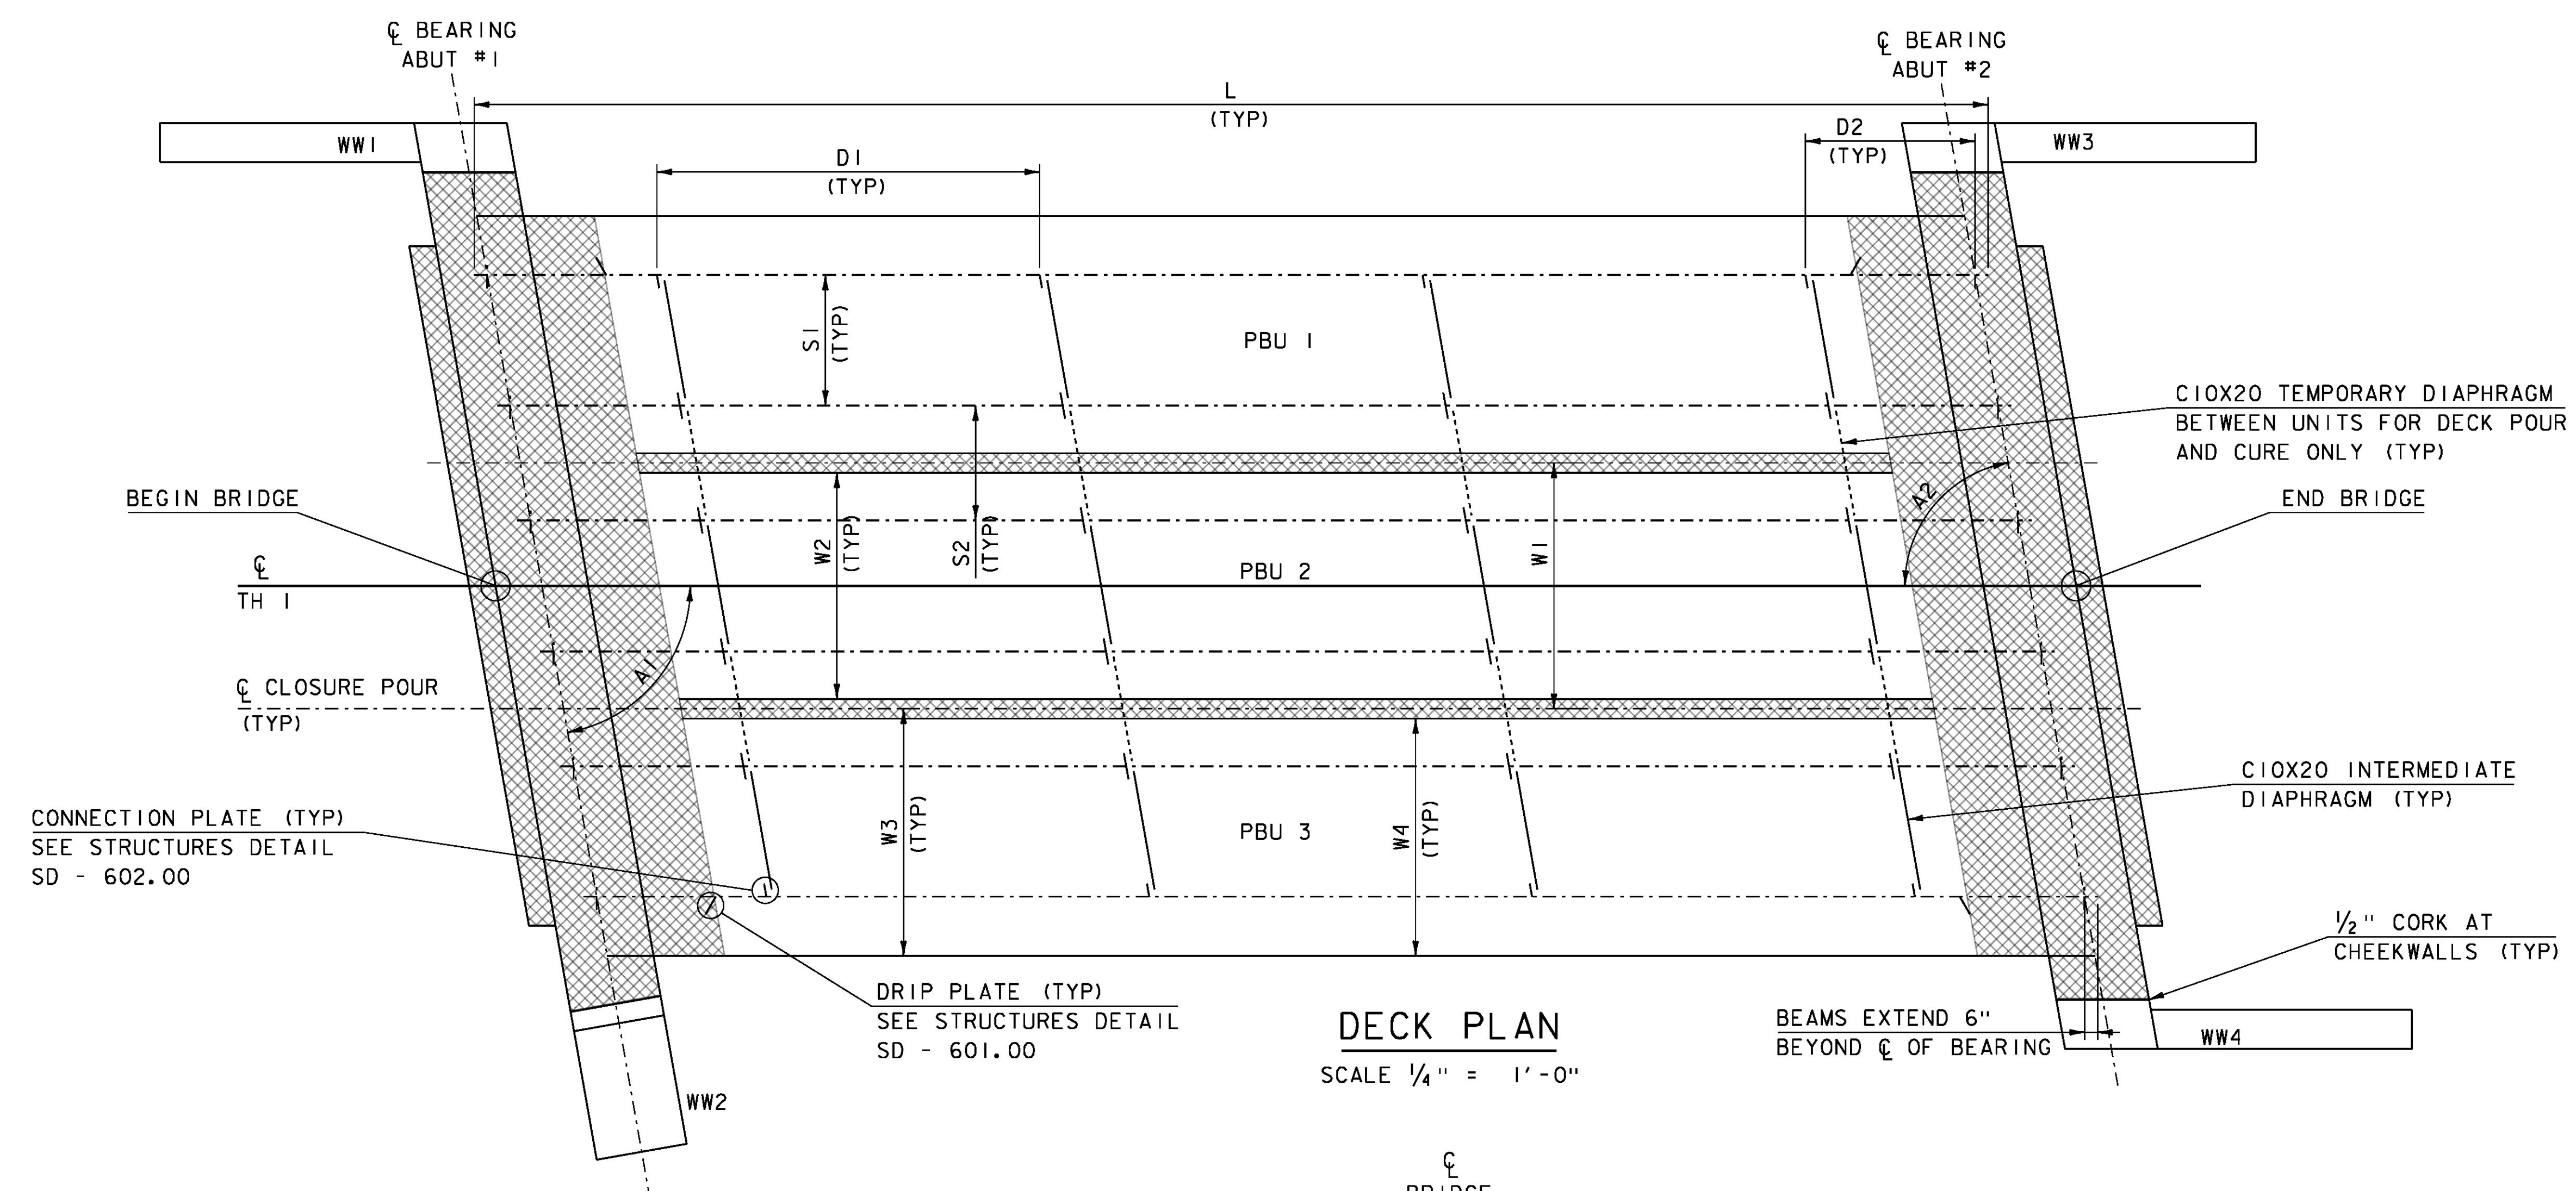 ℄ BEARING
ABUT #1
℄ BEARING
ABUT #2
L
(TYP)
WW1
D1
(TYP)
D2
(TYP)
WW3
S1
(TYP)
PBU 1
C10X20 TEMPORARY DIAPHRAGM
BETWEEN UNITS FOR DECK POUR
AND CURE ONLY (TYP)
BEGIN BRIDGE
A2
END BRIDGE
W2
(TYP)
S2
(TYP)
W1
℄
TH 1
PBU 2
A1
℄ CLOSURE POUR
(TYP)
C10X20 INTERMEDIATE
DIAPHRAGM (TYP)
CONNECTION PLATE (TYP)
SEE STRUCTURES DETAIL
SD - 602.00
W3
(TYP)
PBU 3
W4
(TYP)
½" CORK AT
CHEEKWALLS (TYP)
DRIP PLATE (TYP)
SEE STRUCTURES DETAIL
SD - 601.00
DECK PLAN
SCALE ¼" = 1'-0"
BEAMS EXTEND 6"
BEYOND ℄ OF BEARING
WW4
WW2
℄
BRIDGE